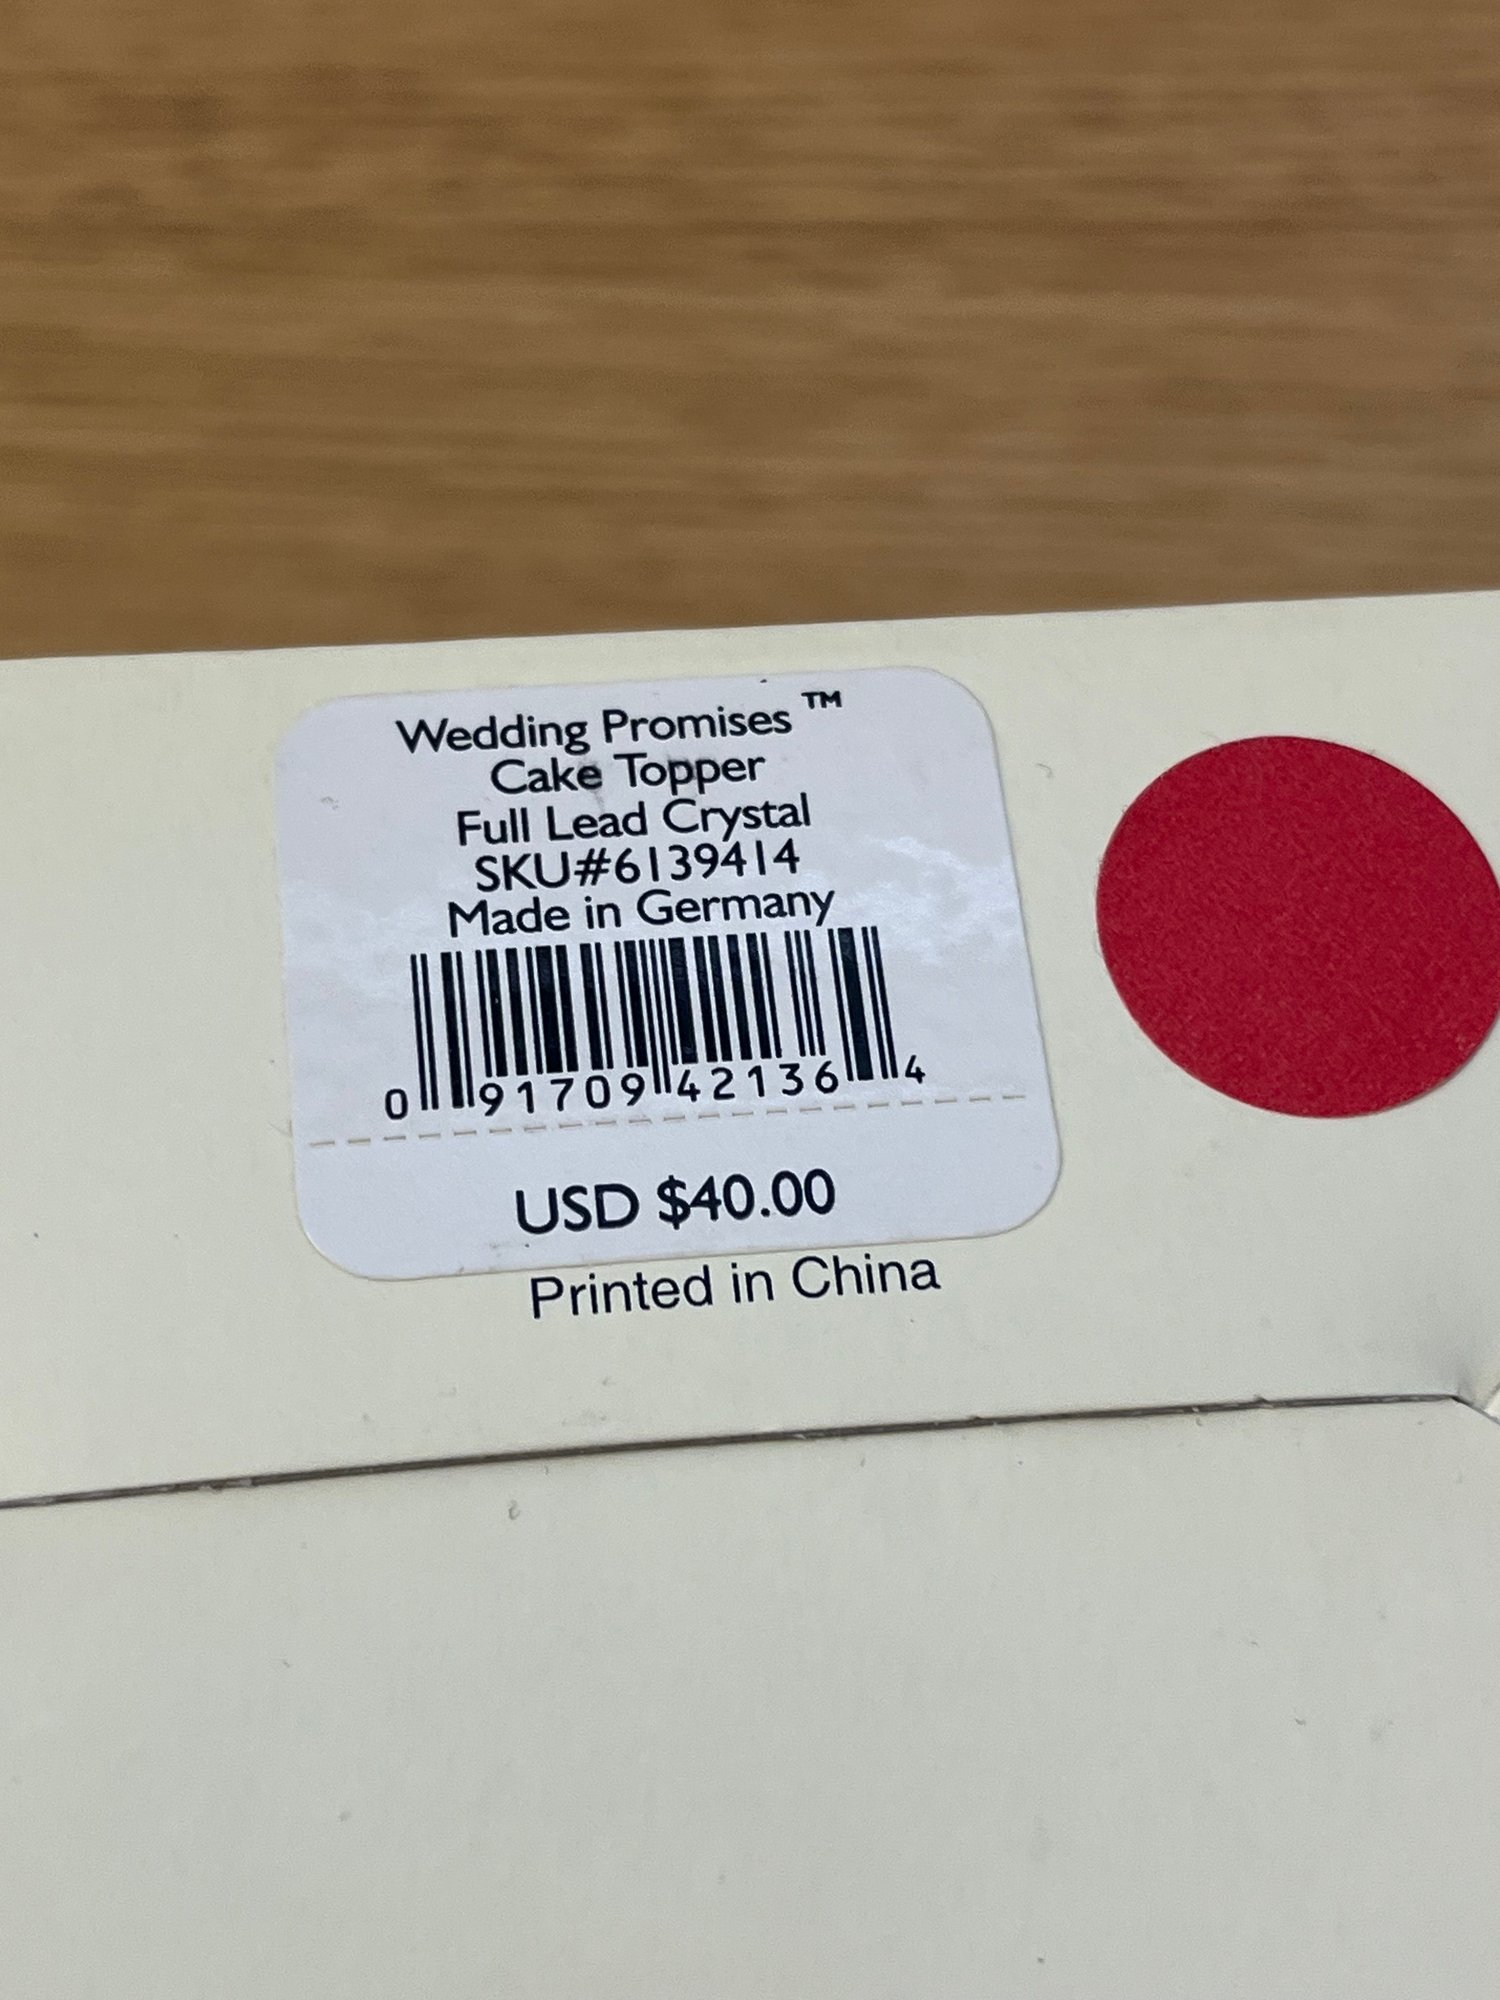 Wedding Promises ™
Cake Topper
Full Lead Crystal
SKU#6139414
Made in Germany
0 91709 42136 4
USD $40.00
Printed in China